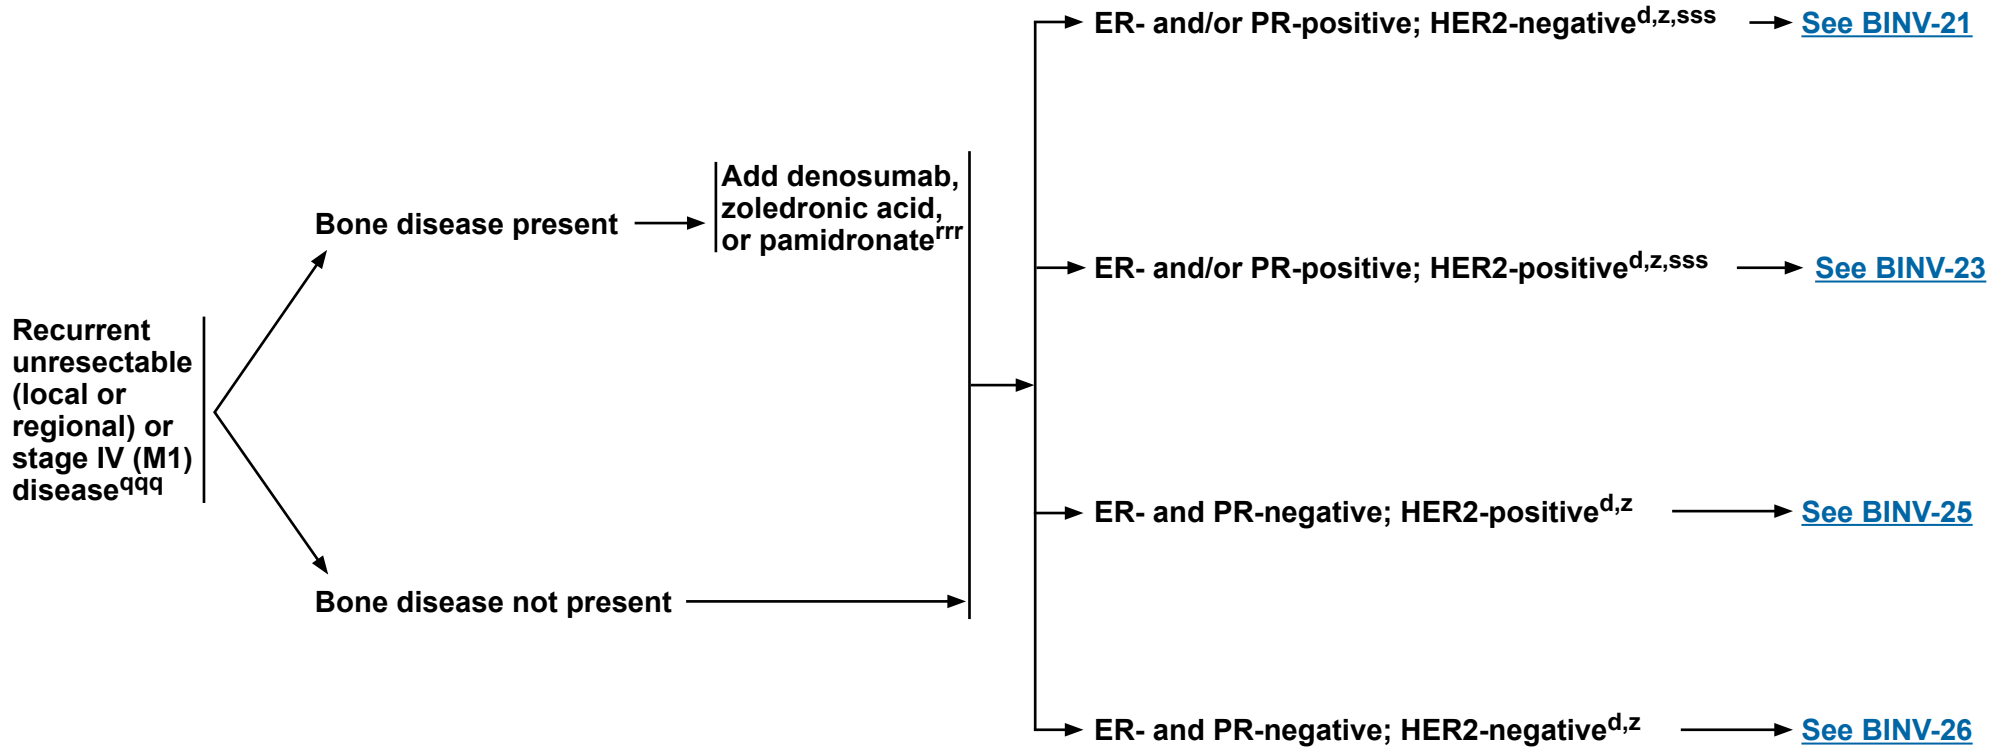 Recurrent
unresectable
(local or
regional) or
stage IV (M1)
diseaseqqq
Bone disease present
Add denosumab,
zoledronic acid,
or pamidronaterrr
Bone disease not present
ER- and/or PR-positive; HER2-negatived,z,sss
See BINV-21
ER- and/or PR-positive; HER2-positived,z,sss
See BINV-23
ER- and PR-negative; HER2-positived,z
See BINV-25
ER- and PR-negative; HER2-negatived,z
See BINV-26